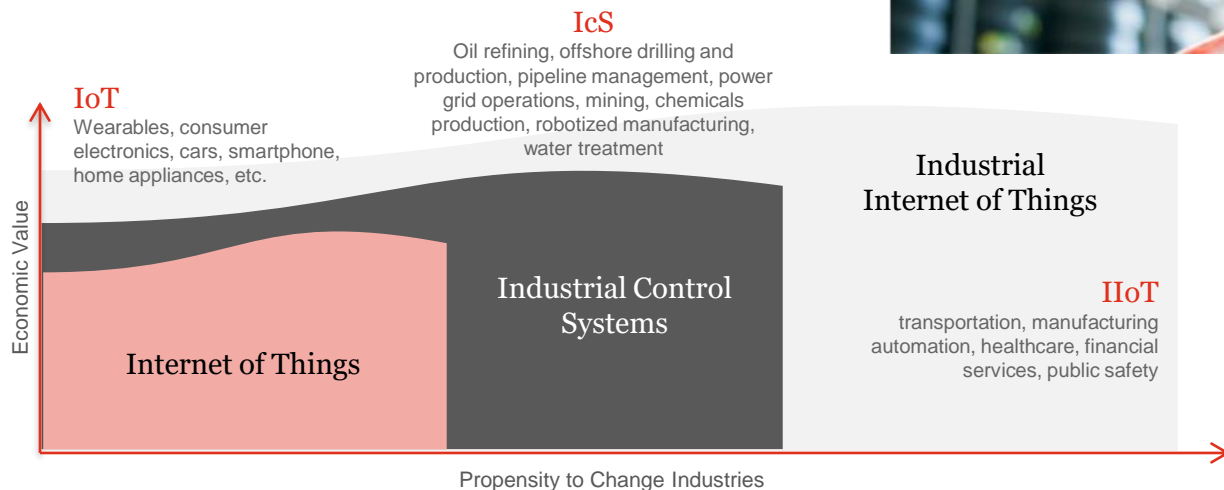 IcS
Oil refining, offshore drilling and
production, pipeline management, power
grid operations, mining, chemicals
production, robotized manufacturing,
water treatment
IoT
Wearables, consumer
electronics, cars, smartphone,
home appliances, etc.
Industrial
Internet of Things
IIoT
transportation, manufacturing
automation, healthcare, financial
services, public safety
Industrial Control
Systems
Internet of Things
Economic Value
Propensity to Change Industries